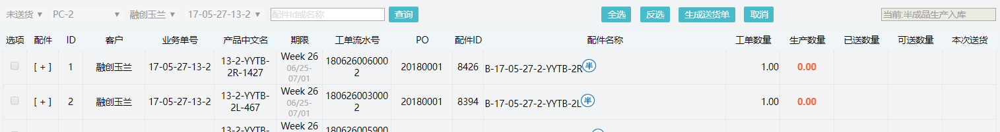 未送货 PC-2 融创玉兰 17-05-27-13-2 配件Id或名称 查询 全选 反选 生成送货单 取消 当前:半成品生产入库
选项 配件 ID 客户 业务单号 产品中文名 期限 工单流水号 PO 配件ID 配件名称 工单数量 生产数量 已送数量 可送数量 本次送货
[ + ] 1 融创玉兰 17-05-27-13-2 13-2-YYTB-2R-1427 Week 26 06/25-07/01 1806260060002 20180001 8426 B-17-05-27-2-YYTB-2R 半 1.00 0.00
[ + ] 2 融创玉兰 17-05-27-13-2 13-2-YYTB-2L-467 Week 26 06/25-07/01 1806260030002 20180001 8394 B-17-05-27-2-YYTB-2L 半 1.00 0.00
13-2-YYTB- Week 26 180626005900